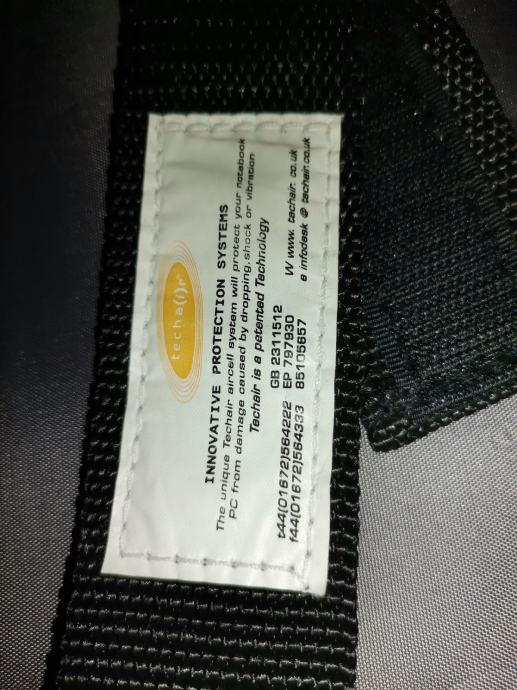 techa(i)r
INNOVATIVE PROTECTION SYSTEMS
The unique Techair aircell system will protect your notebook
PC from damage caused by dropping, shock or vibration
Techair is a patented Technology
GB 2311512
t44(01672)564222 EP 797930 W www. techair. co.uk
f44(01672)564333 85105657 e infodesk @ techair.co.uk